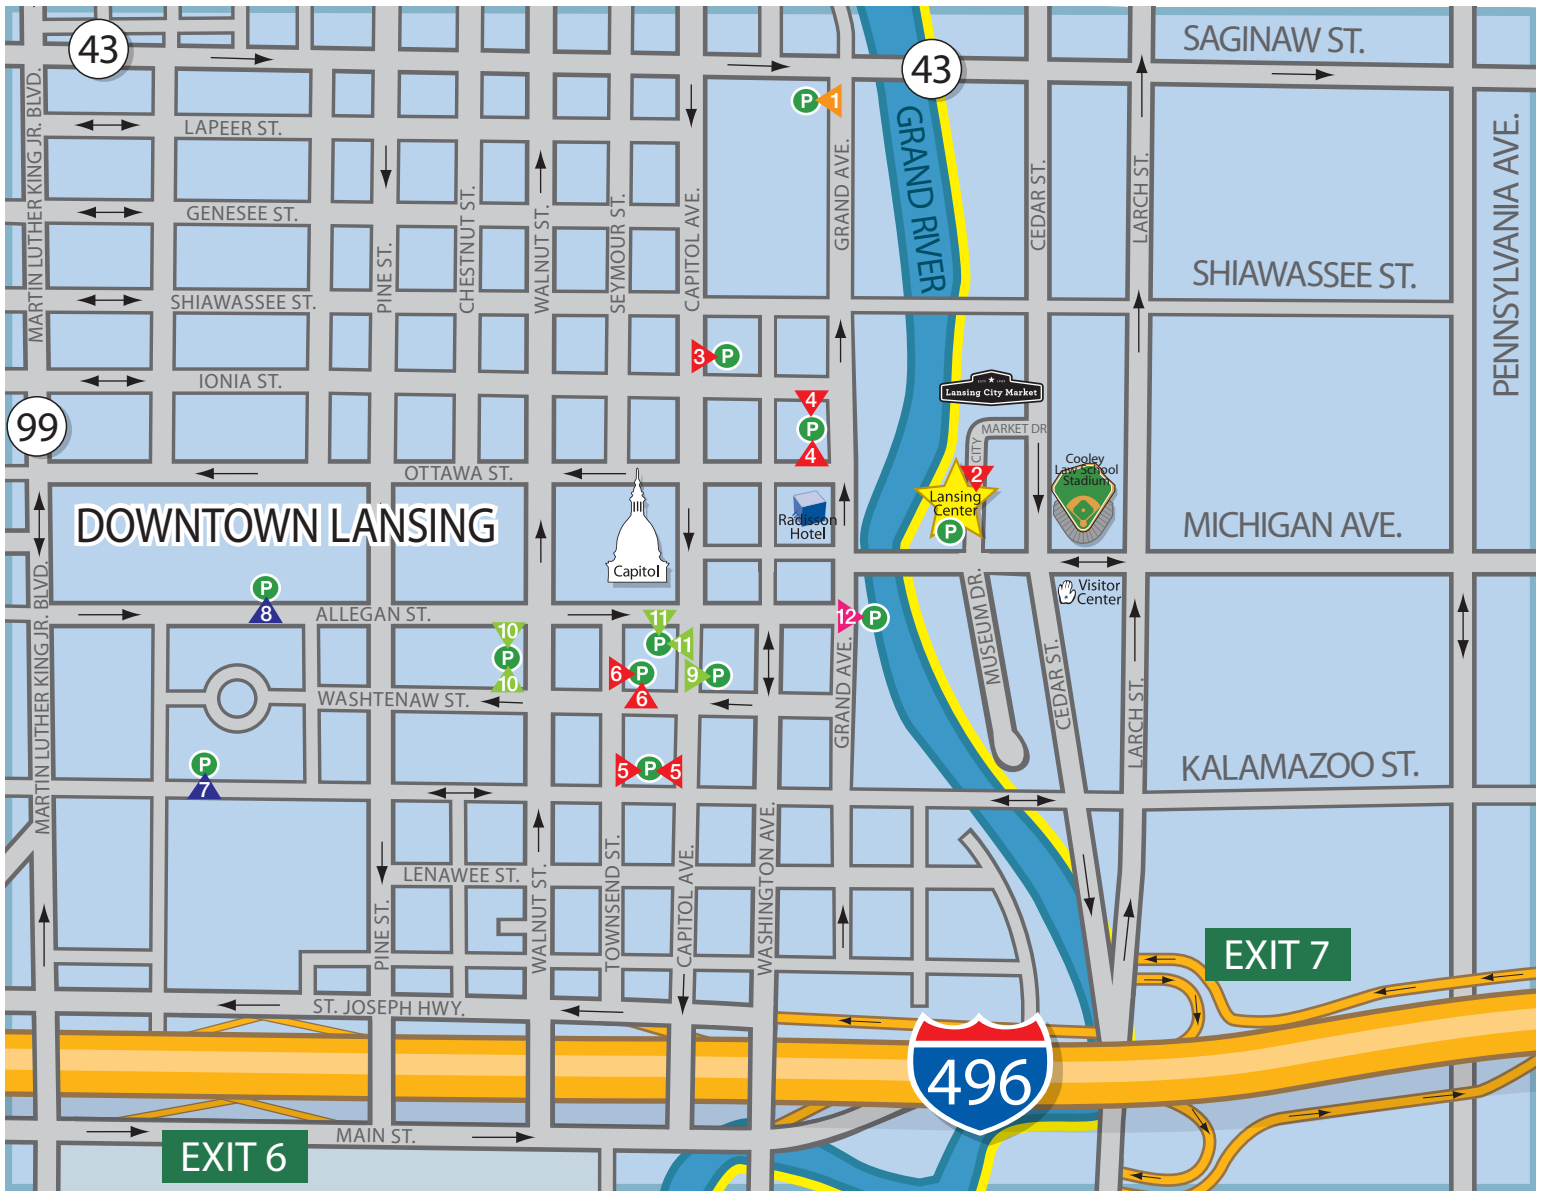 43
SAGINAW ST.
43
P 1
MARTIN LUTHER KING JR. BLVD.
LAPEER ST.
GRAND RIVER
PENNSYLVANIA AVE.
PINE ST.
CHESTNUT ST.
WALNUT ST.
SEYMOUR ST.
CAPITOL AVE.
GRAND AVE.
CEDAR ST.
LARCH ST.
GENESEE ST.
SHIAWASSEE ST.
SHIAWASSEE ST.
3 P
IONIA ST.
Lansing City Market
4
P
4
99
MARKET DR
CITY
OTTAWA ST.
Cooley
Law School
Stadium
2
Lansing
Center
P
DOWNTOWN LANSING
Radisson
Hotel
MICHIGAN AVE.
Capitol
Visitor
Center
P
8
ALLEGAN ST.
MARTIN LUTHER KING JR. BLVD.
10
P
10
11
P 11
6 P
6
9 P
12 P
GRAND AVE.
MUSEUM DR.
CEDAR ST.
LARCH ST.
WASHTENAW ST.
P
7
5 P 5
KALAMAZOO ST.
LENAWEE ST.
PINE ST.
WALNUT ST.
TOWNSEND ST.
CAPITOL AVE.
WASHINGTON AVE.
EXIT 7
ST. JOSEPH HWY.
496
MAIN ST.
EXIT 6